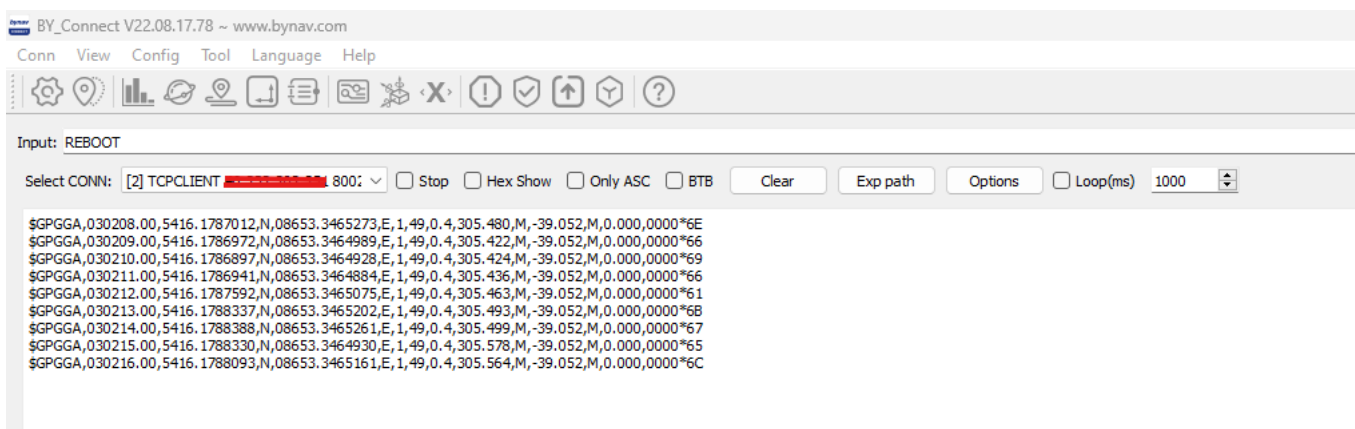 bynav BY_Connect V22.08.17.78 ~ www.bynav.com
Conn View Config Tool Language Help
Input: REBOOT
Select CONN: [2] TCPCLIENT 8002 Stop Hex Show Only ASC BTB Clear Exp path Options Loop(ms) 1000
$GPGGA,030208.00,5416.1787012,N,08653.3465273,E,1,49,0.4,305.480,M,-39.052,M,0.000,0000*6E
$GPGGA,030209.00,5416.1786972,N,08653.3464989,E,1,49,0.4,305.422,M,-39.052,M,0.000,0000*66
$GPGGA,030210.00,5416.1786897,N,08653.3464928,E,1,49,0.4,305.424,M,-39.052,M,0.000,0000*69
$GPGGA,030211.00,5416.1786941,N,08653.3464884,E,1,49,0.4,305.436,M,-39.052,M,0.000,0000*66
$GPGGA,030212.00,5416.1787592,N,08653.3465075,E,1,49,0.4,305.463,M,-39.052,M,0.000,0000*61
$GPGGA,030213.00,5416.1788337,N,08653.3465202,E,1,49,0.4,305.493,M,-39.052,M,0.000,0000*6B
$GPGGA,030214.00,5416.1788388,N,08653.3465261,E,1,49,0.4,305.499,M,-39.052,M,0.000,0000*67
$GPGGA,030215.00,5416.1788330,N,08653.3464930,E,1,49,0.4,305.578,M,-39.052,M,0.000,0000*65
$GPGGA,030216.00,5416.1788093,N,08653.3465161,E,1,49,0.4,305.564,M,-39.052,M,0.000,0000*6C